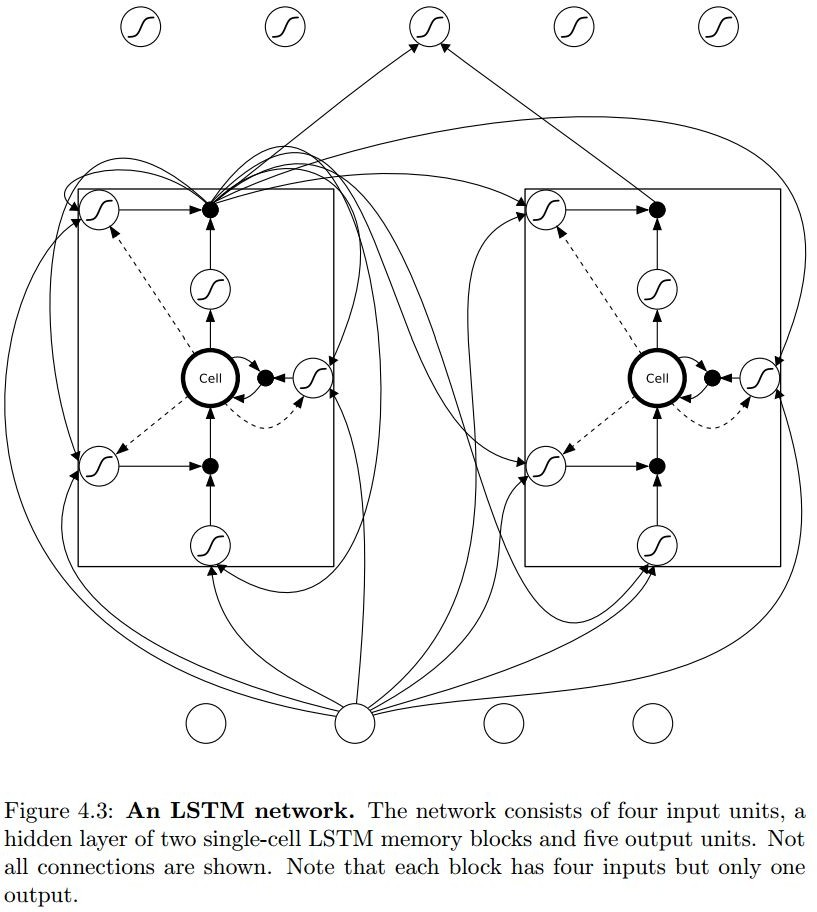 Cell
Cell
Figure 4.3: An LSTM network. The network consists of four input units, a
hidden layer of two single-cell LSTM memory blocks and five output units. Not
all connections are shown. Note that each block has four inputs but only one
output.